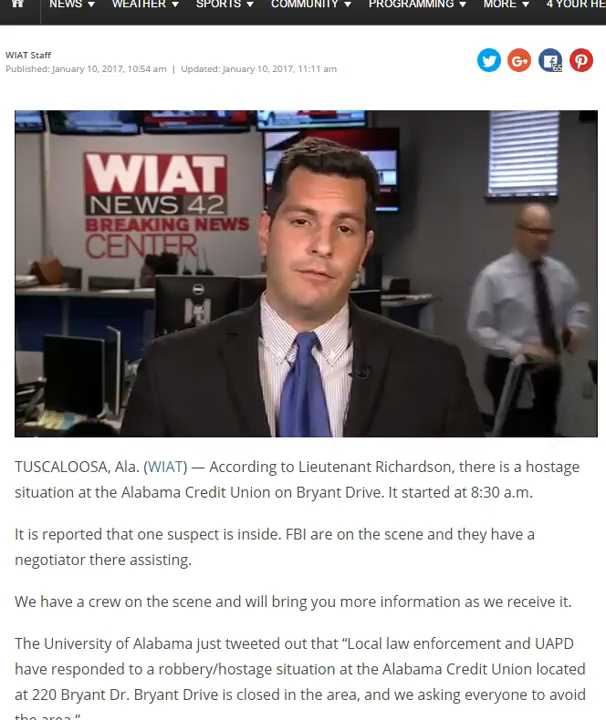 NEWS WEATHER SPORTS COMMUNITY PROGRAMMING MORE 4 YOUR HE
WIAT Staff
Published: January 10, 2017, 10:54 am | Updated: January 10, 2017, 11:11 am
WIAT
NEWS 42
BREAKING NEWS
CENTER
TUSCALOOSA, Ala. (WIAT) — According to Lieutenant Richardson, there is a hostage
situation at the Alabama Credit Union on Bryant Drive. It started at 8:30 a.m.
It is reported that one suspect is inside. FBI are on the scene and they have a
negotiator there assisting.
We have a crew on the scene and will bring you more information as we receive it.
The University of Alabama just tweeted out that “Local law enforcement and UAPD
have responded to a robbery/hostage situation at the Alabama Credit Union located
at 220 Bryant Dr. Bryant Drive is closed in the area, and we asking everyone to avoid
the area.”